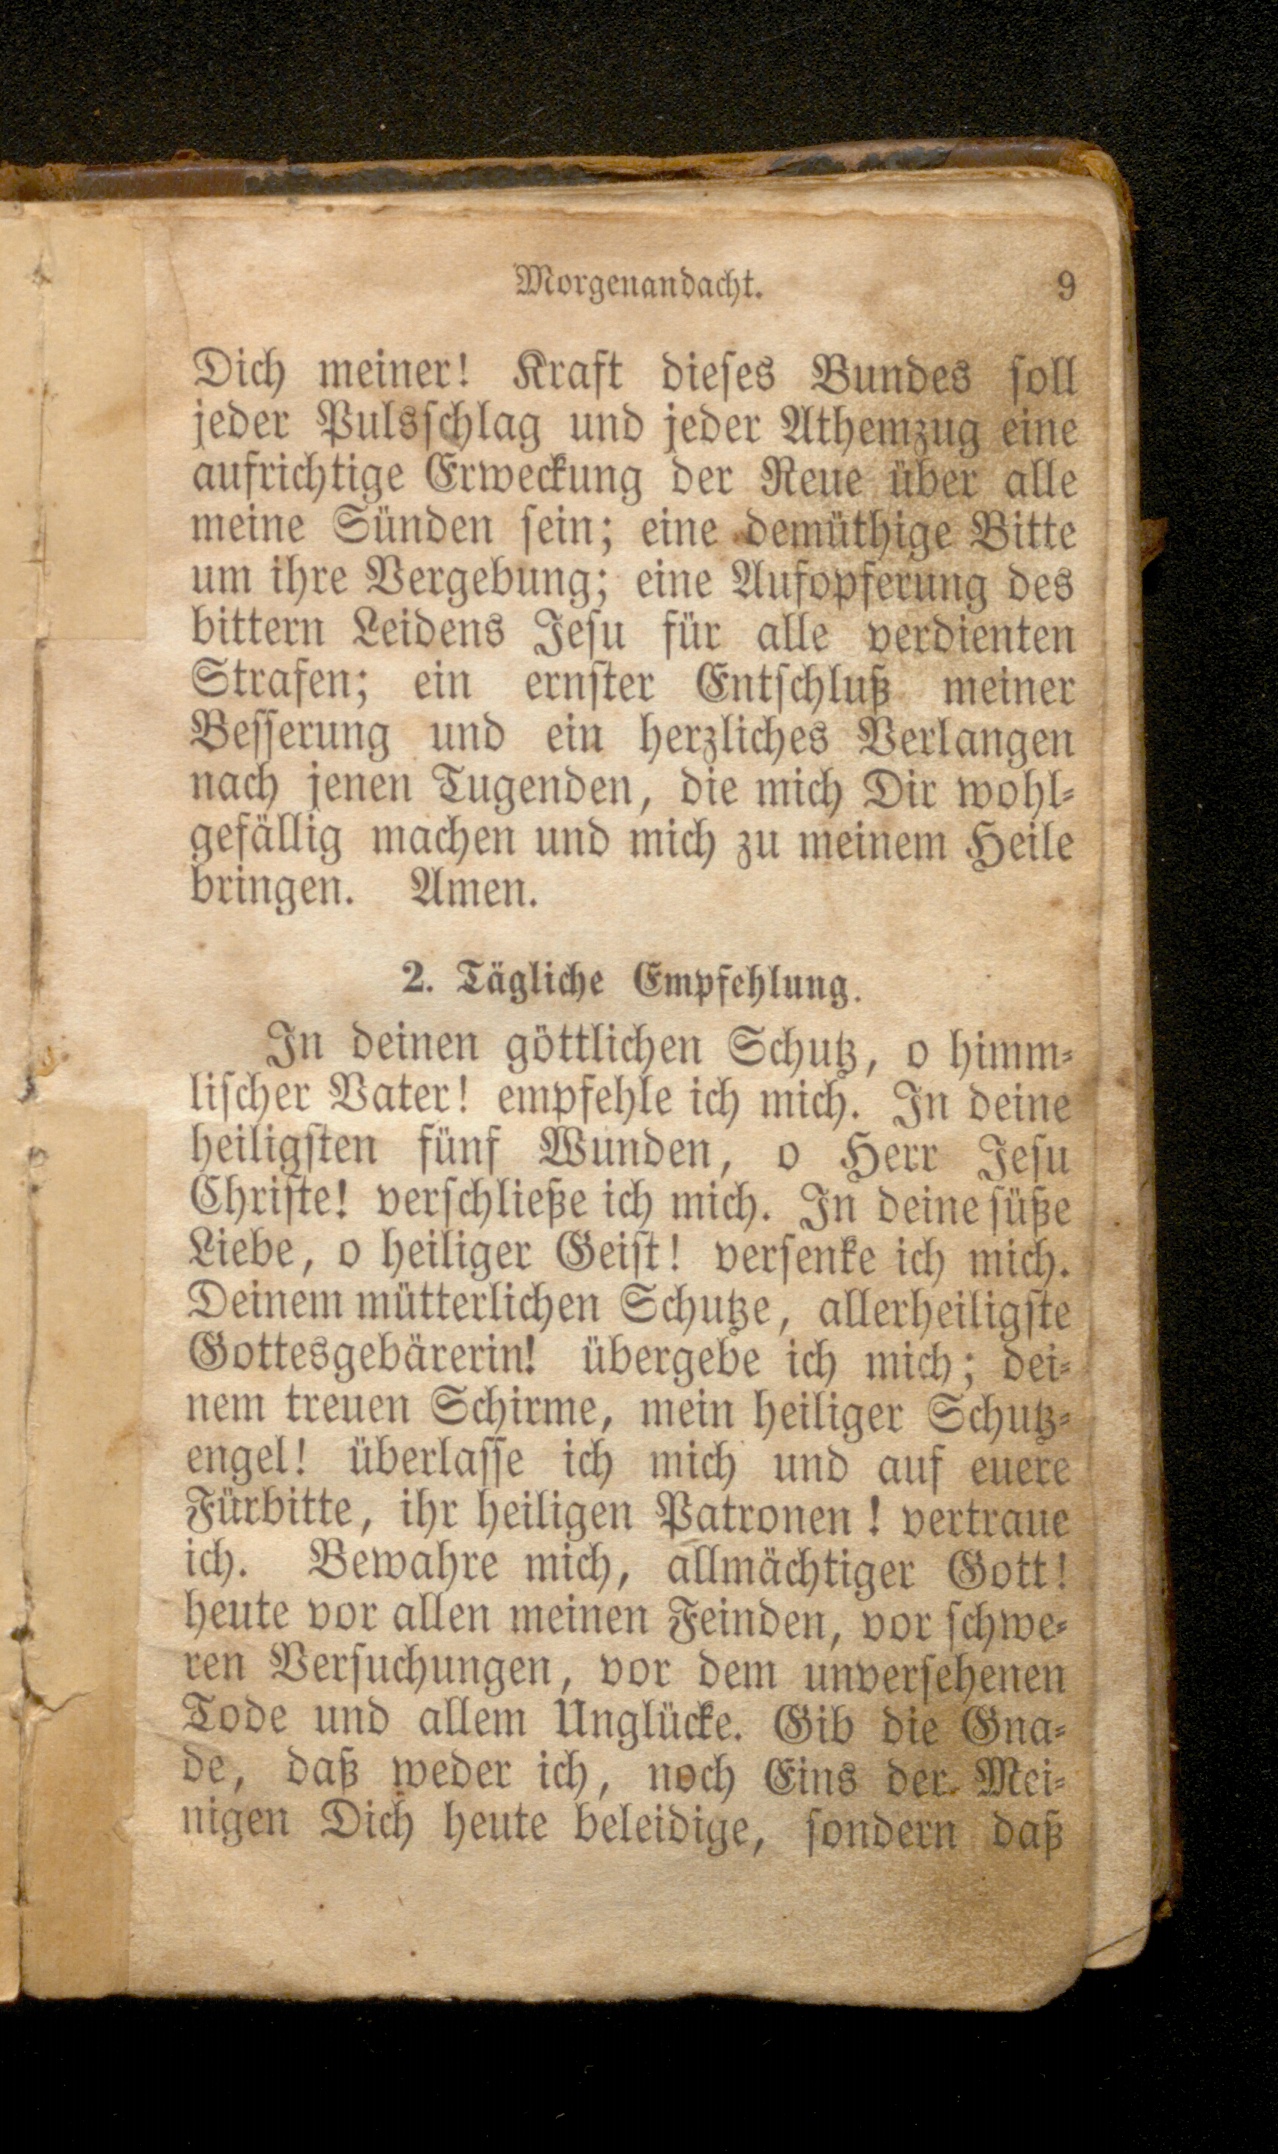 Morgenandacht. 9
Dich meiner! Kraft dieses Bundes soll
jeder Pulsschlag und jeder Athemzug eine
aufrichtige Erweckung der Reue über alle
meine Sünden sein; eine demüthige Bitte
um ihre Vergebung; eine Aufopferung des
bittern Leidens Jesu für alle verdienten
Strafen; ein ernster Entschluß meiner
Besserung und ein herzliches Verlangen
nach jenen Tugenden, die mich Dir wohl-
gefällig machen und mich zu meinem Heile
bringen. Amen.
2. Tägliche Empfehlung.
In deinen göttlichen Schutz, o himm-
lischer Vater! empfehle ich mich. In deine
heiligsten fünf Wunden, o Herr Jesu
Christe! verschließe ich mich. In deine süße
Liebe, o heiliger Geist! versenke ich mich.
Deinem mütterlichen Schutze, allerheiligste
Gottesgebärerin! übergebe ich mich; dei-
nem treuen Schirme, mein heiliger Schutz-
engel! überlasse ich mich und auf euere
Fürbitte, ihr heiligen Patronen! vertraue
ich. Bewahre mich, allmächtiger Gott!
heute vor allen meinen Feinden, vor schwe-
ren Versuchungen, vor dem unversehenen
Tode und allem Unglücke. Gib die Gna-
de, daß weder ich, noch Eins der Mei-
nigen Dich heute beleidige, sondern daß